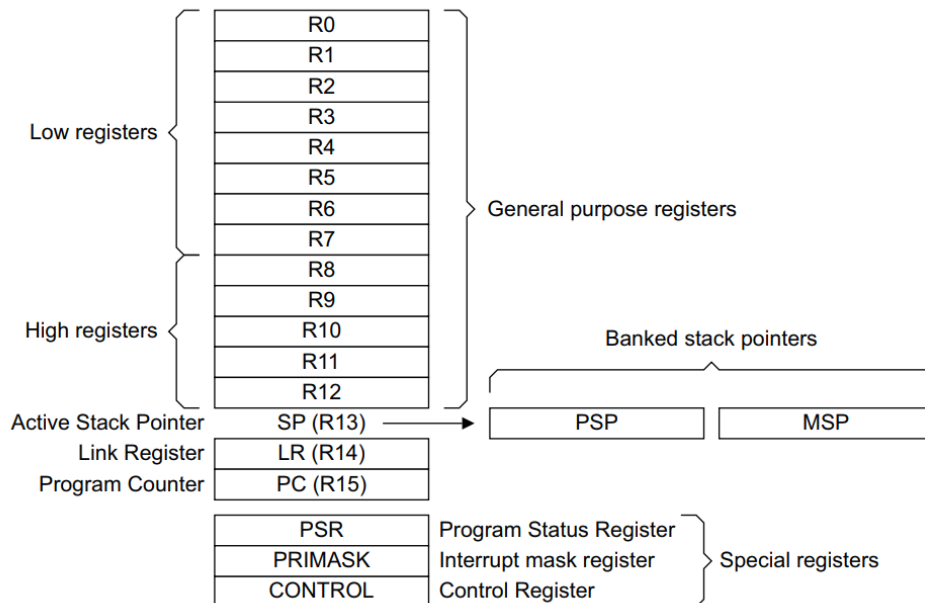 R0
R1
R2
R3
Low registers
R4
R5
R6
General purpose registers
R7
R8
R9
High registers
R10
Banked stack pointers
R11
R12
Active Stack Pointer SP (R13) PSP MSP
Link Register LR (R14)
Program Counter PC (R15)
PSR Program Status Register
PRIMASK Interrupt mask register Special registers
CONTROL Control Register